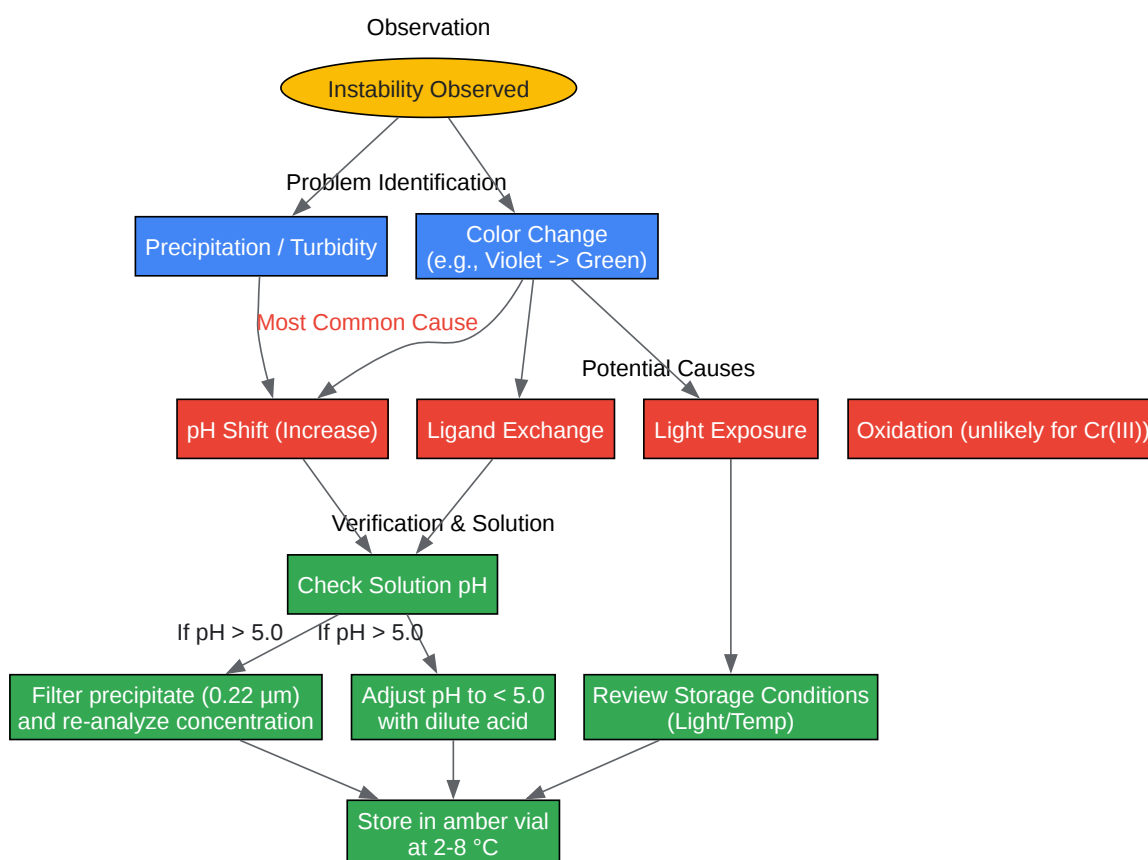 Observation
Instability Observed
Problem Identification
Precipitation / Turbidity
Color Change
(e.g., Violet -> Green)
Most Common Cause
Potential Causes
pH Shift (Increase)
Ligand Exchange
Light Exposure
Oxidation (unlikely for Cr(III))
Verification & Solution
Check Solution pH
If pH > 5.0
If pH > 5.0
Filter precipitate (0.22 µm)
and re-analyze concentration
Adjust pH to < 5.0
with dilute acid
Review Storage Conditions
(Light/Temp)
Store in amber vial
at 2-8 °C